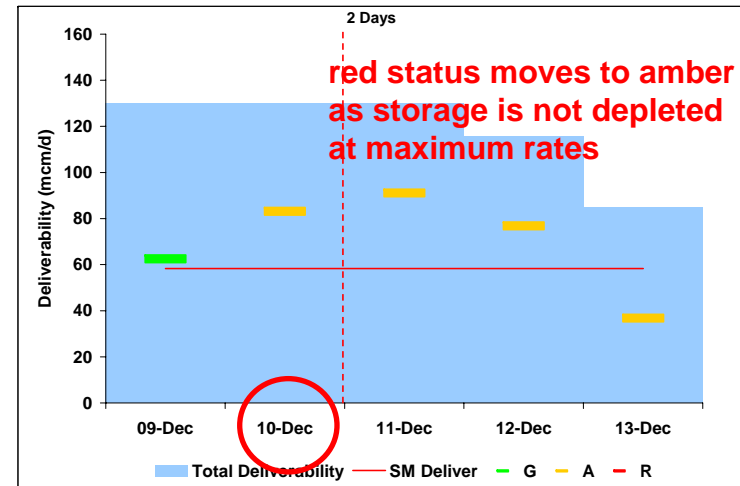 2 Days
160
140
120
100
80
60
40
20
0
Deliverability (mcm/d)
red status moves to amber
as storage is not depleted
at maximum rates
09-Dec 10-Dec 11-Dec 12-Dec 13-Dec
Total Deliverability SM Deliver G A R